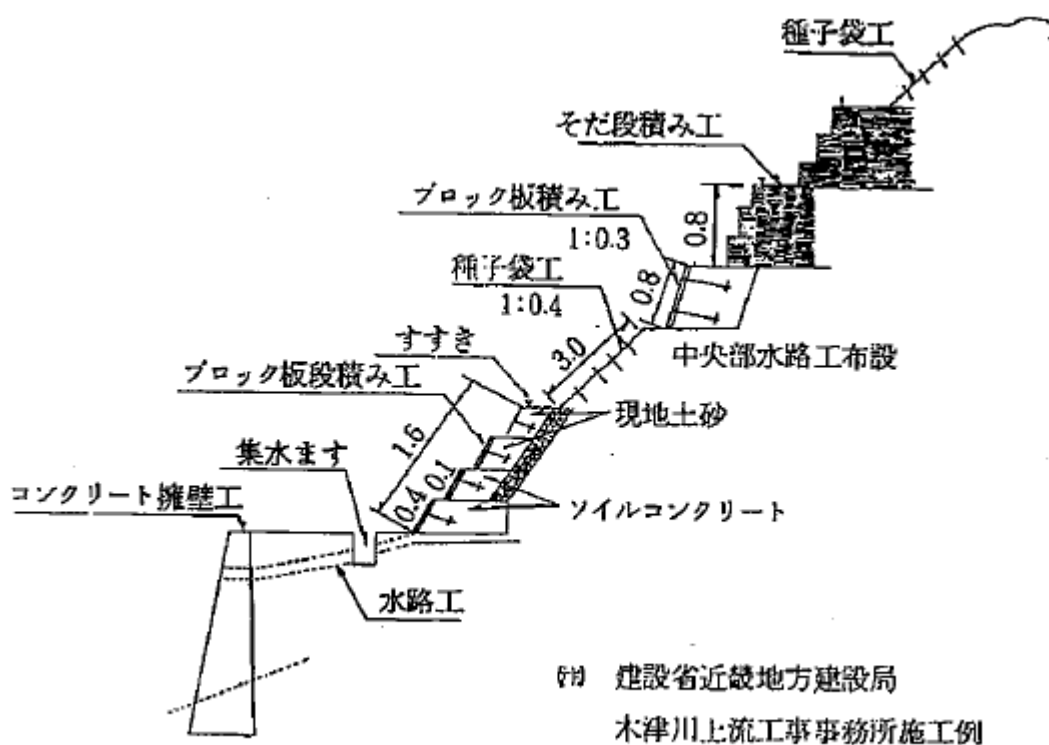 種子袋工
そだ段積み工
ブロック板積み工
1:0.3
0.8
種子袋工
1:0.4
0.8
すすき
3.0
中央部水路工布設
ブロック板段積み工
現地土砂
1.6
集水ます
0.1
0.4
コンクリート擁壁工
ソイルコンクリート
水路工
建設省近畿地方建設局
木津川上流工事事務所施工例